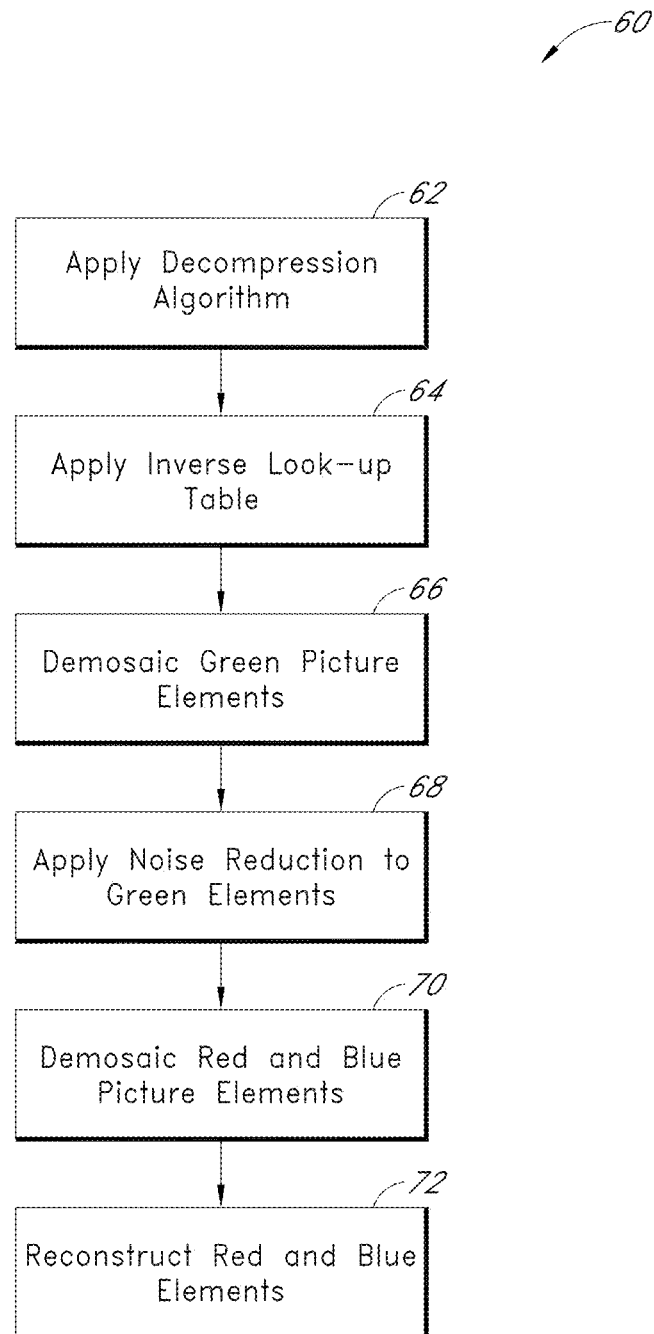 60
62
Apply Decompression
Algorithm
64
Apply Inverse Look-up
Table
66
Demosaic Green Picture
Elements
68
Apply Noise Reduction to
Green Elements
70
Demosaic Red and Blue
Picture Elements
72
Reconstruct Red and Blue
Elements